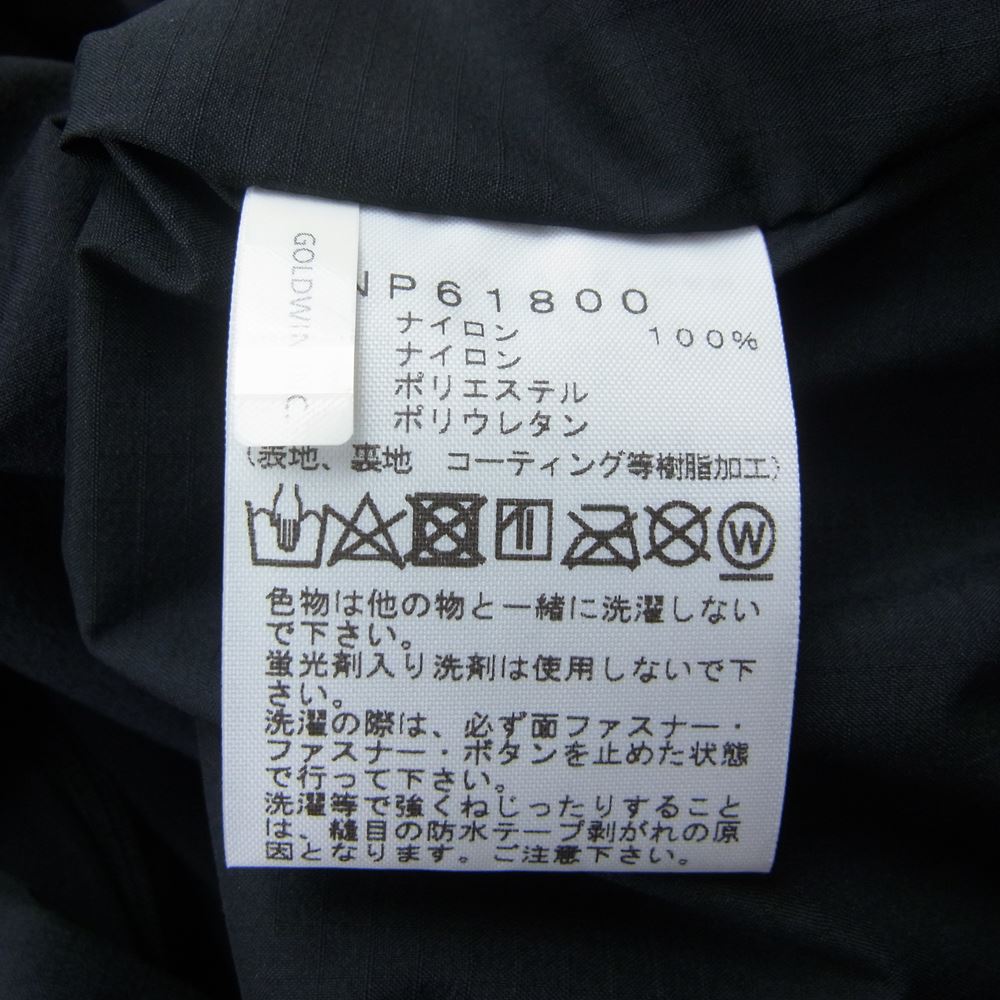 GOLDWIN INC.
NP61800
ナイロン 100%
ナイロン
ポリエステル
ポリウレタン
(表地、裏地 コーティング等樹脂加工)
W
色物は他の物と一緒に洗濯しない
で下さい。
蛍光剤入り洗剤は使用しないで下
さい。
洗濯の際は、必ず面ファスナー・
ファスナー・ボタンを止めた状態
で行って下さい。
洗濯等で強くねじったりすること
は、縫目の防水テープ剥がれの原
因となります。ご注意下さい。